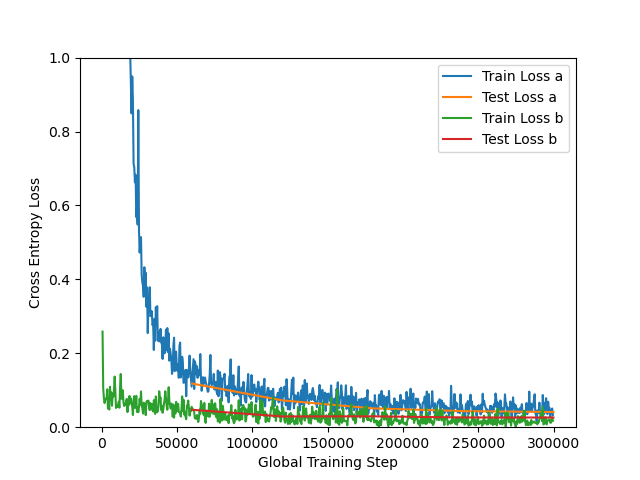 1.0
0.8
0.6
0.4
0.2
0.0
Cross Entropy Loss
Train Loss a
Test Loss a
Train Loss b
Test Loss b
0
50000
100000
150000
200000
250000
300000
Global Training Step